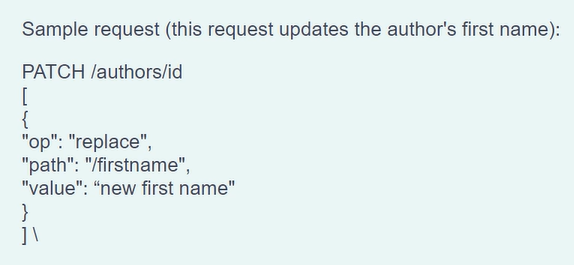 Sample request (this request updates the author's first name):
PATCH /authors/id
[
{
"op": "replace",
"path": "/firstname",
"value": “new first name"
}
] \